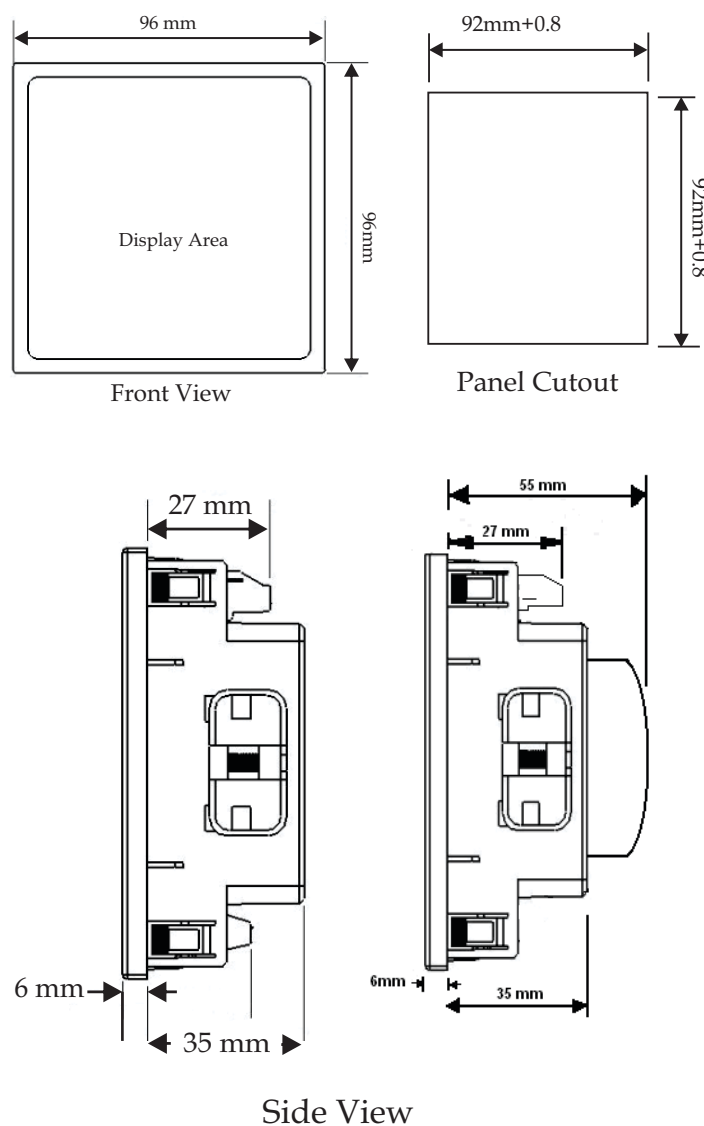 96 mm
92mm+0.8
Display Area
96mm
92mm+0.8
Front View
Panel Cutout
27 mm
55 mm
27 mm
6 mm
35 mm
6mm
35 mm
Side View